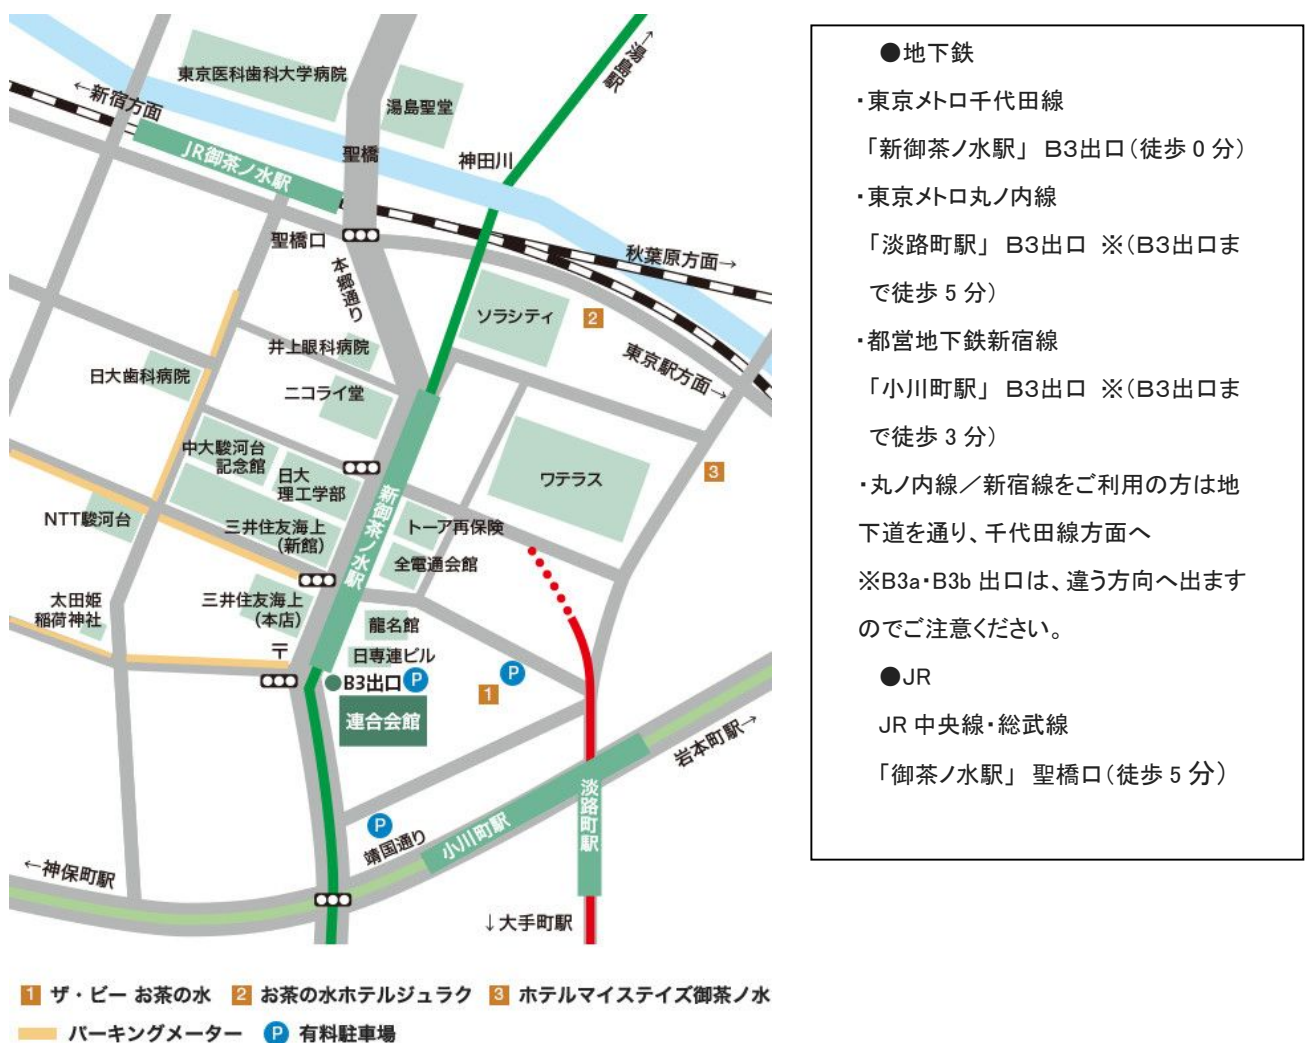 東京医科歯科大学病院
湯島聖堂
→湯島駅
←新宿方面
JR御茶ノ水駅
聖橋
神田川
聖橋口
本郷通り
秋葉原方面→
ソラシティ
2
東京駅方面→
井上眼科病院
日大歯科病院
ニコライ堂
中大駿河台
記念館
日大
理工学部
ワテラス
3
新御茶ノ水駅
NTT駿河台
三井住友海上
(新館)
トーア再保険
全電通会館
太田姫
稲荷神社
三井住友海上
(本店)
龍名館
〒
日専連ビル
B3出口 P
1
P
連合会館
岩本町駅→
淡路町駅
小川町駅
P
靖国通り
←神保町駅
↓大手町駅
1 ザ・ビー お茶の水 2 お茶の水ホテルジュラク 3 ホテルマイステイズ御茶ノ水
パーキングメーター P 有料駐車場
●地下鉄
・東京メトロ千代田線
「新御茶ノ水駅」 B3出口(徒歩0分)
・東京メトロ丸ノ内線
「淡路町駅」 B3出口 ※(B3出口ま
で徒歩5分)
・都営地下鉄新宿線
「小川町駅」 B3出口 ※(B3出口ま
で徒歩3分)
・丸ノ内線／新宿線をご利用の方は地
下道を通り、千代田線方面へ
※B3a・B3b出口は、違う方向へ出ます
のでご注意ください。
●JR
JR中央線・総武線
「御茶ノ水駅」 聖橋口(徒歩5分)